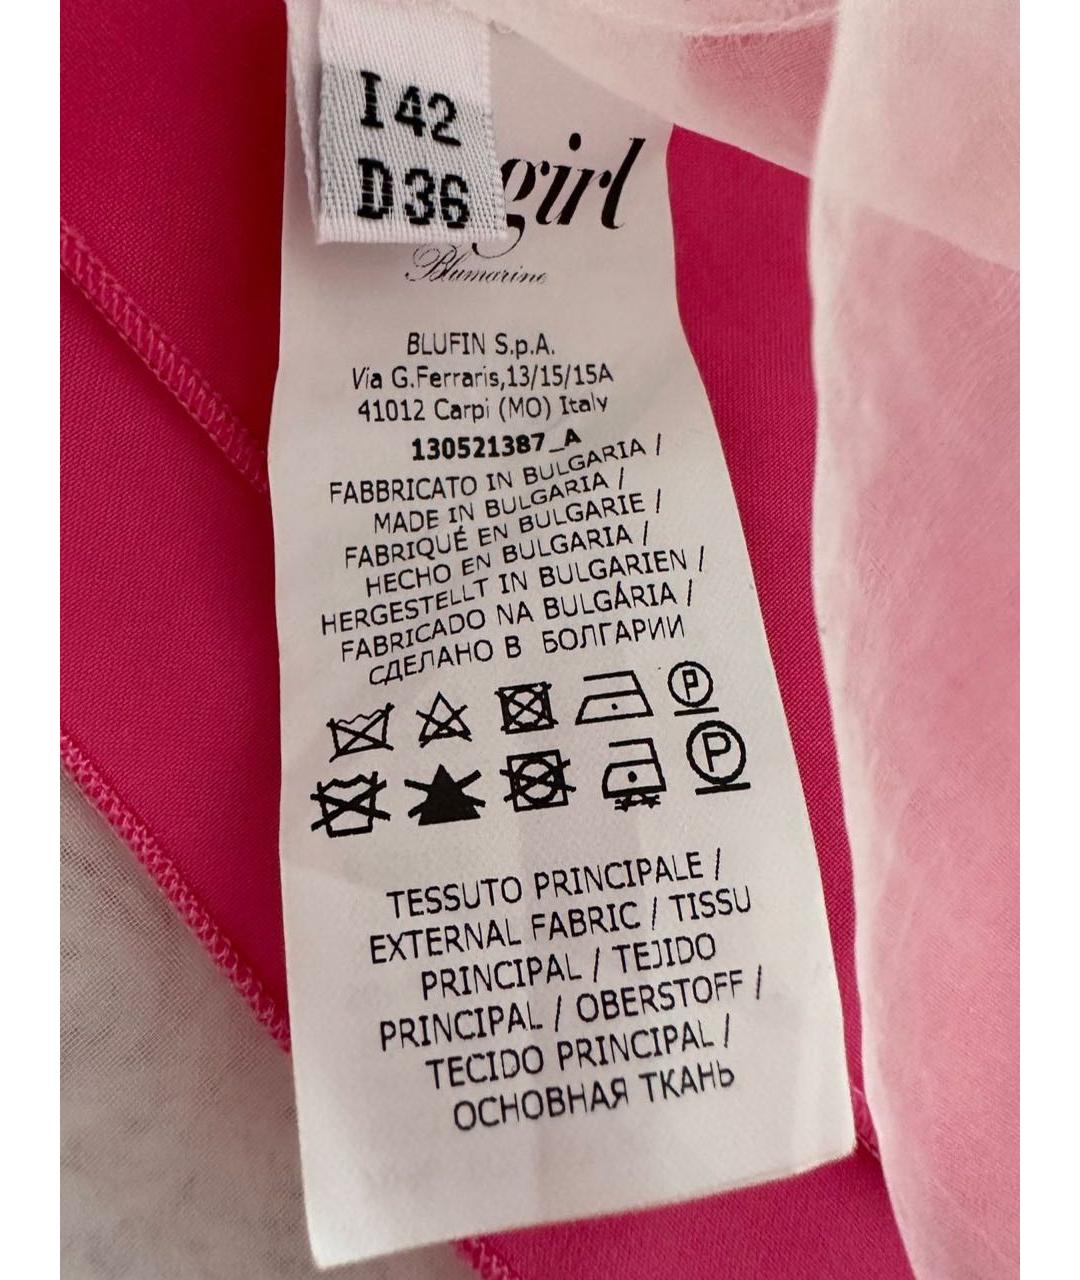 I 42
D 36
girl
Blumarine
BLUFIN S.p.A.
Via G.Ferraris,13/15/15A
41012 Carpi (MO) Italy
130521387_A
FABBRICATO IN BULGARIA /
MADE IN BULGARIA /
FABRIQUÉ EN BULGARIE /
HECHO EN BULGARIA /
HERGESTELLT IN BULGARIEN /
FABRICADO NA BULGÁRIA /
СДЕЛАНО В БОЛГАРИИ
P
P
TESSUTO PRINCIPALE /
EXTERNAL FABRIC / TISSU
PRINCIPAL / TEJIDO
PRINCIPAL / OBERSTOFF /
TECIDO PRINCIPAL /
ОСНОВНАЯ ТКАНЬ